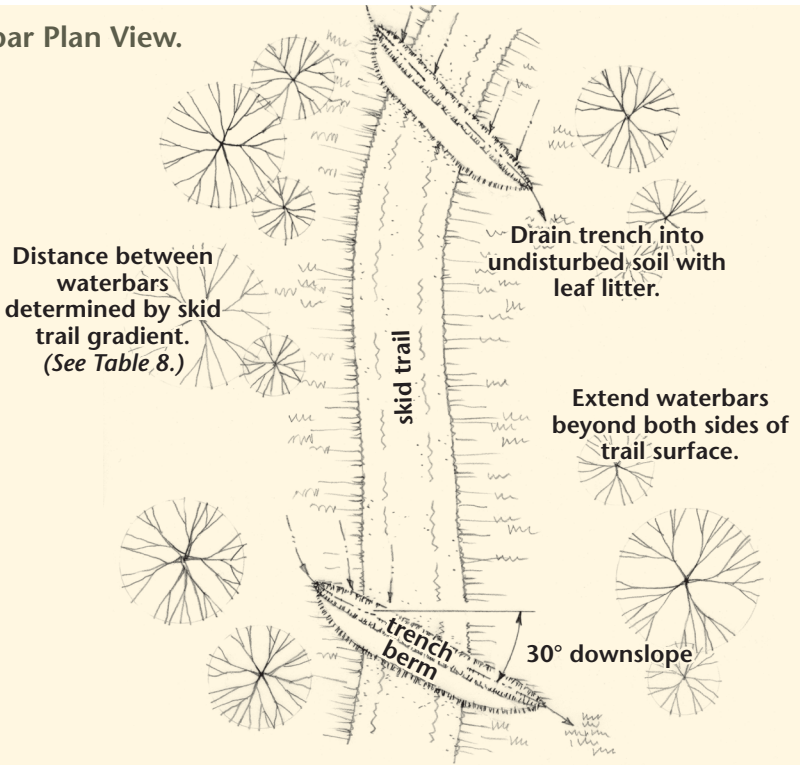 bar Plan View.
Drain trench into
undisturbed soil with
leaf litter.
Distance between
waterbars
determined by skid
trail gradient.
(See Table 8.)
skid trail
Extend waterbars
beyond both sides of
trail surface.
trench
berm
30° downslope